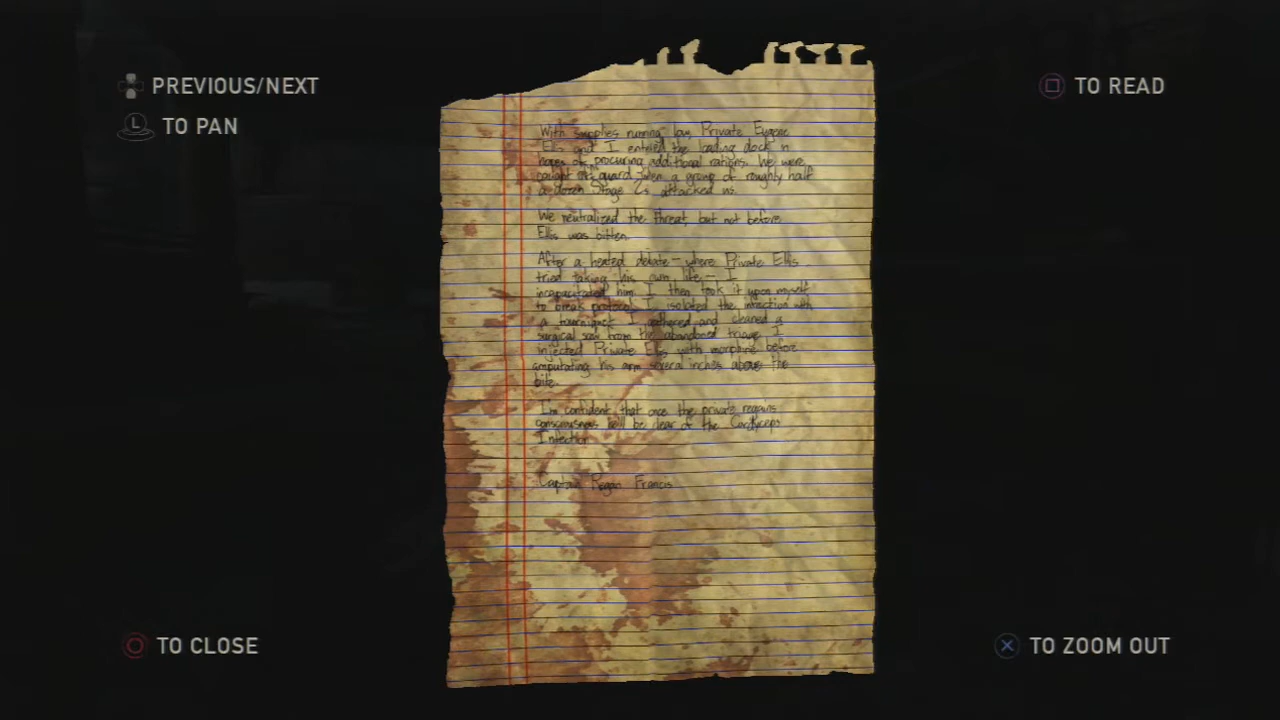 PREVIOUS/NEXT
TO PAN
TO READ
With supplies running low, Private Eugene
Ellis and I entered the loading dock in
hopes of procuring additional rations. We were
caught off guard when a group of roughly half
a dozen Stage 2s attacked us.
We neutralized the threat, but not before
Ellis was bitten.
After a heated debate - where Private Ellis
tried taking his own life - I
incapacitated him. I then took it upon myself
to break protocol. I isolated the infection with
a tourniquet. I gathered and cleaned a
surgical saw from the abandoned triage. I
injected Private Ellis with morphine before
amputating his arm several inches above the
bite.
I'm confident that once the private regains
consciousness he'll be clear of the Cordyceps
Infection.
Captain Regan Francis
TO CLOSE
TO ZOOM OUT